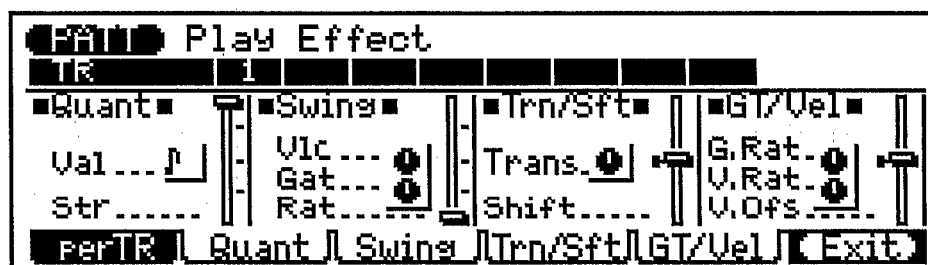 PATT Play Effect
TR 1
■Quant■ ■Swing■ ■Trn/Sft■ ■GT/Vel■
Vlc... G.Rat.
Val... Gat... Trans. V.Rat.
Str...... Rat..... Shift..... V.Ofs.....
perTR Quant Swing Trn/Sft GT/Vel Exit